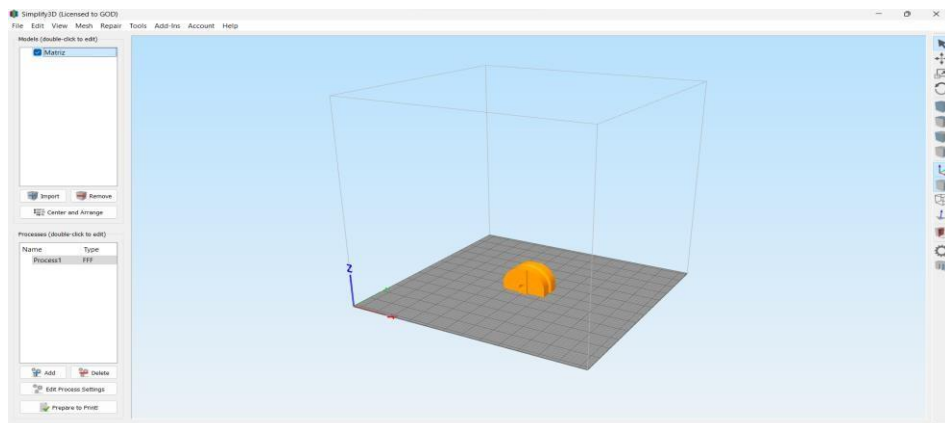 Simplify3D (Licensed to GOD)
File Edit View Mesh Repair Tools Add-Ins Account Help
Models (double-click to edit)
Matriz
Import Remove
Center and Arrange
Processes (double-click to edit)
Name Type
Process1 FFF
Add Delete
Edit Process Settings
Prepare to Print!
Z